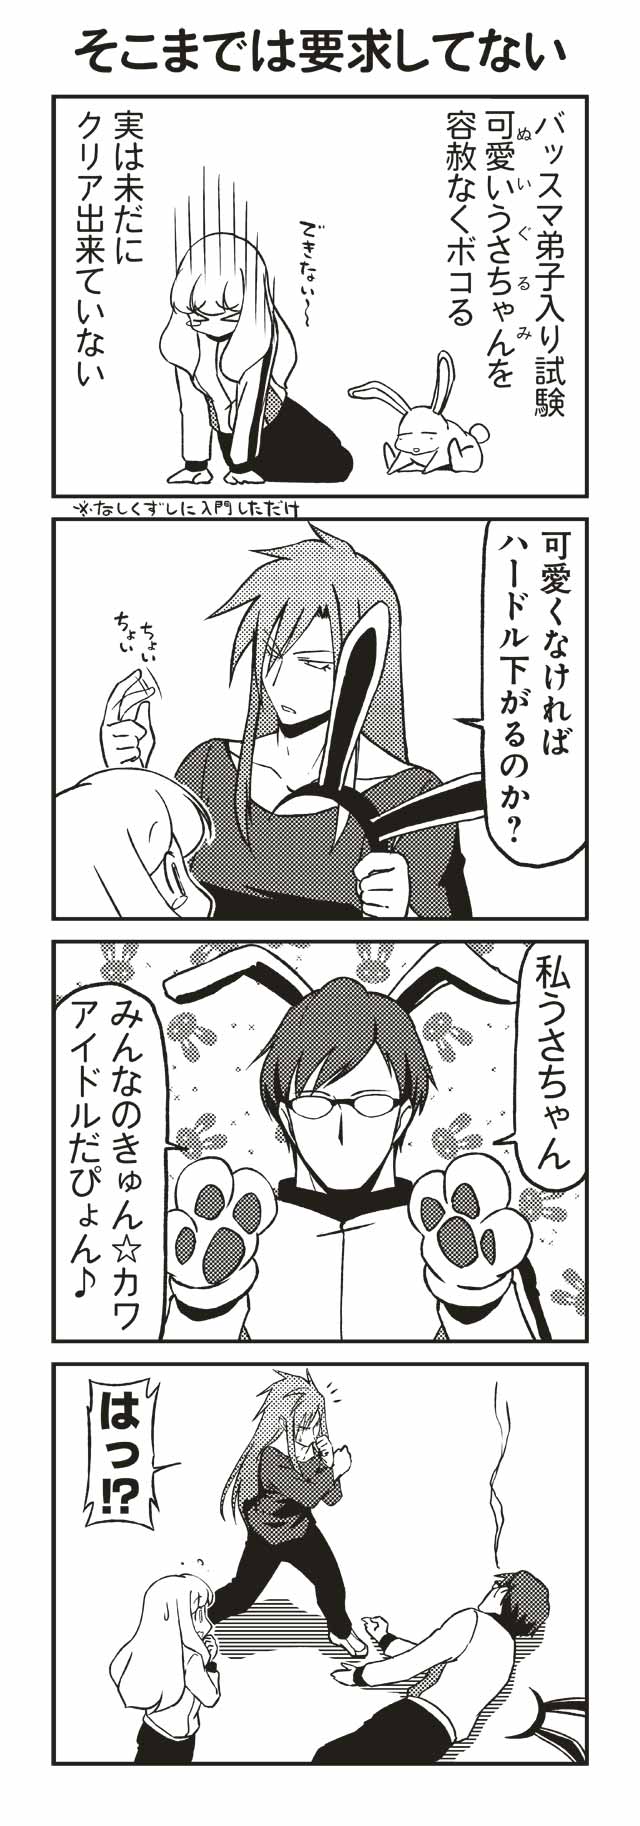 そこまでは要求してない
バッスマ弟子入り試験
可愛いうさちゃんを
ぬいぐるみ
容赦なくボコる
できない〜
実は未だに
クリア出来ていない
※なしくずしに入門しただけ
可愛くなければ
ハードル下がるのか？
ちょい
ちょい
私うさちゃん
みんなのきゅん☆カワ
アイドルだぴょん♪
はっ!?